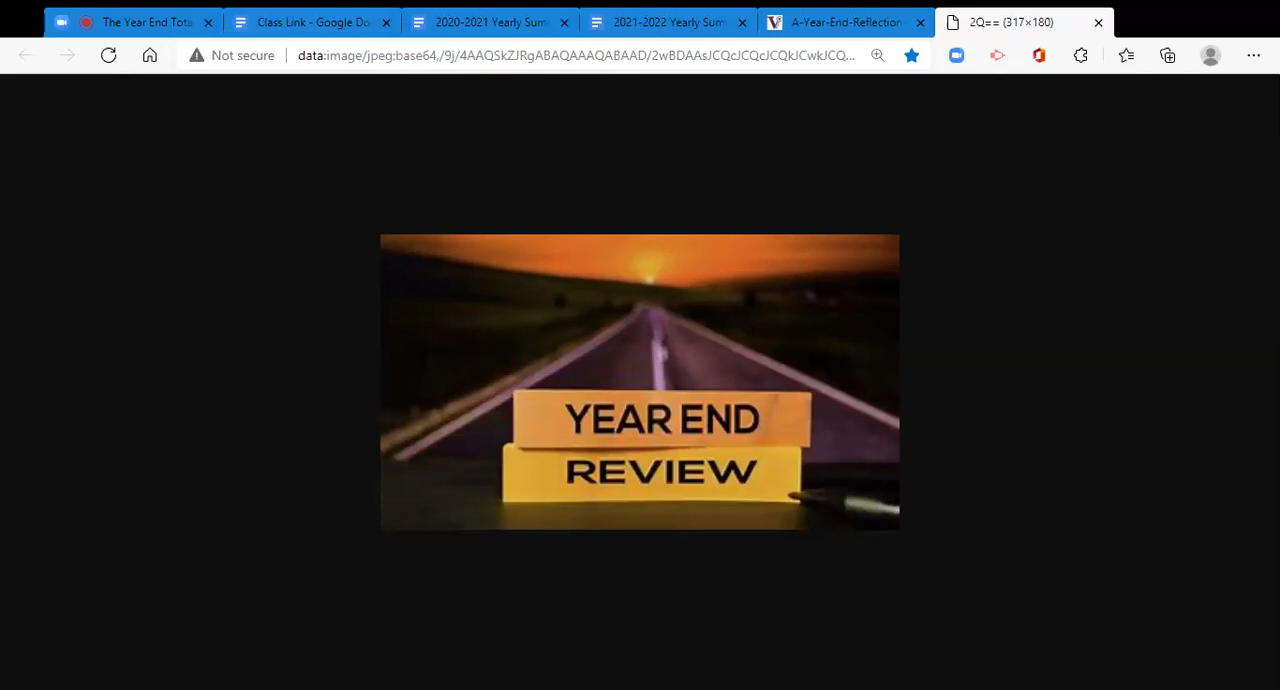 The Year End Tota
Class Link - Google Do
2020-2021 Yearly Sum
2021-2022 Yearly Sum
A-Year-End-Reflection-
2Q== (317×180)
Not secure
data:image/jpeg;base64,/9j/4AAQSkZJRgABAQAAAQABAAD/2wBDAAsJCQcJCQcJCQkJCwkJCQ...
YEAR END
REVIEW